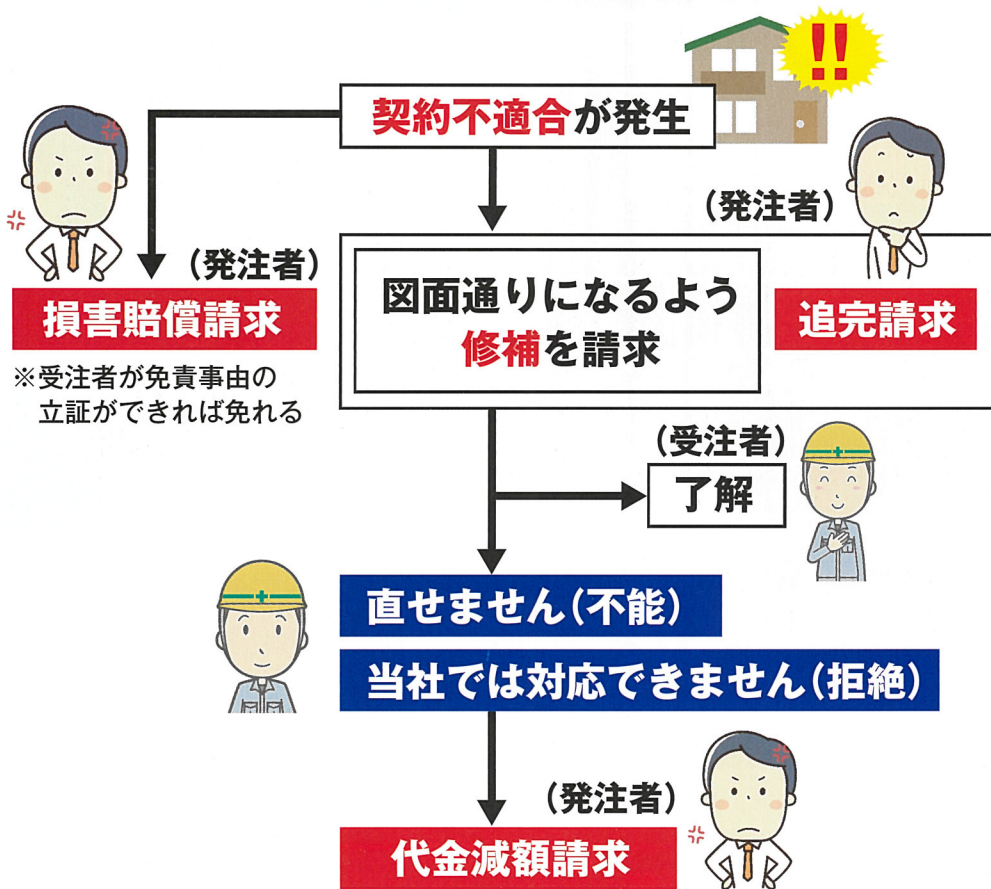 !!
契約不適合が発生
(発注者)
損害賠償請求
※受注者が免責事由の
立証ができれば免れる
(発注者)
図面通りになるよう
修補を請求
追完請求
(受注者)
了解
直せません(不能)
当社では対応できません(拒絶)
(発注者)
代金減額請求